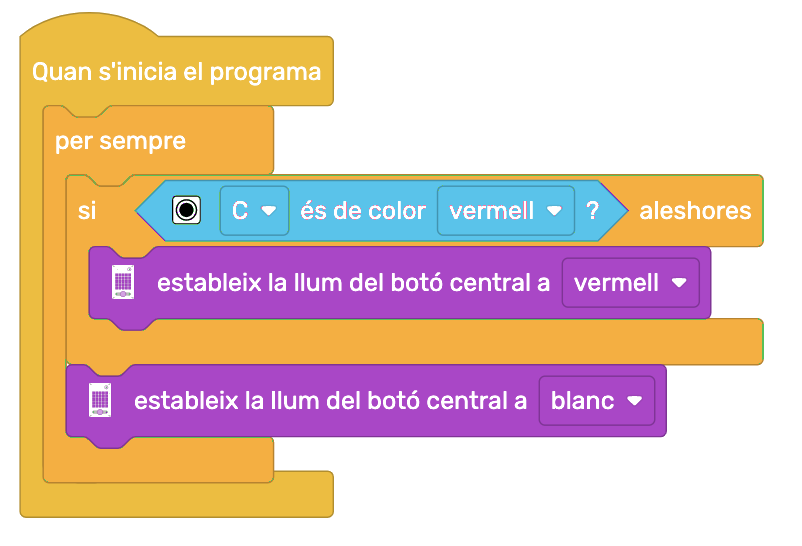 Quan s'inicia el programa
per sempre
si C és de color vermell ? aleshores
estableix la llum del botó central a vermell
estableix la llum del botó central a blanc